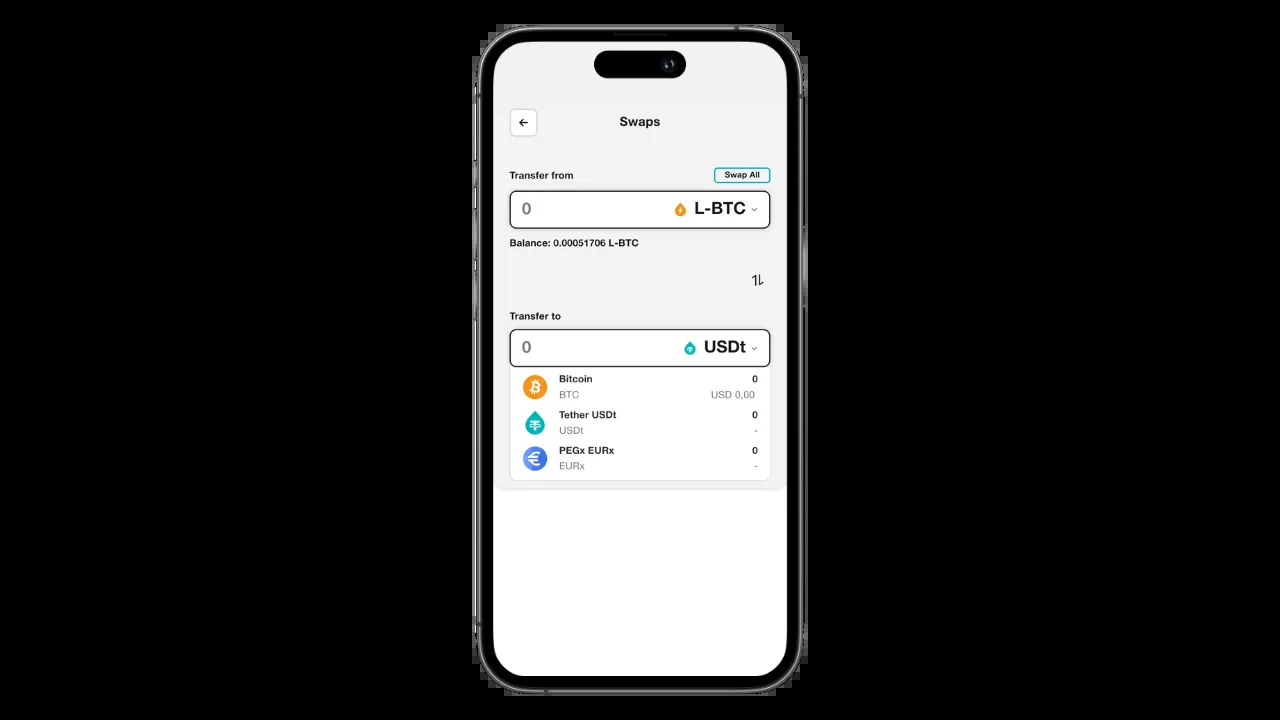 Swaps
Transfer from
Swap All
0 L-BTC
Balance: 0.00051706 L-BTC
Transfer to
0 USDt
Bitcoin 0
BTC USD 0,00
Tether USDt 0
USDt -
PEGx EURx 0
EURx -